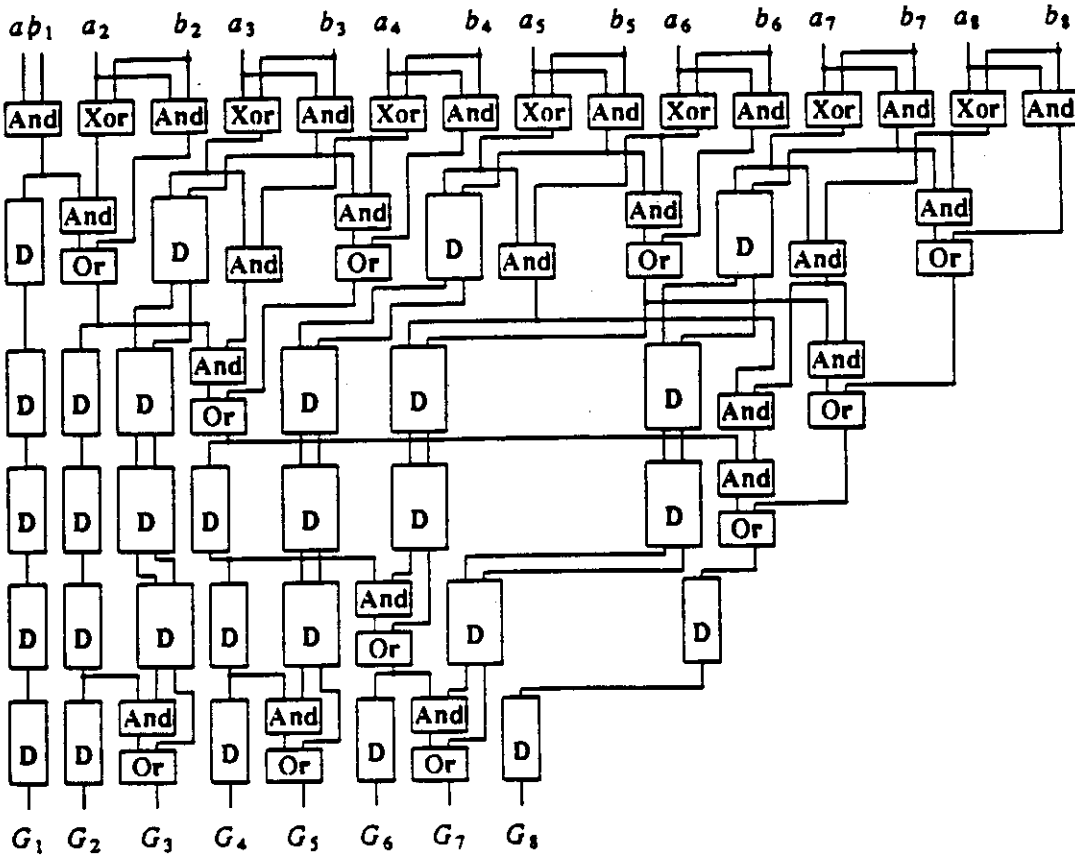 a₁b₁ a₂ b₂ a₃ b₃ a₄ b₄ a₅ b₅ a₆ b₆ a₇ b₇ a₈ b₈
And Xor And Xor And Xor And Xor And Xor And Xor And Xor And
And And And And
D D D D
Or And Or And Or And Or
And And
D D D D D D And Or
Or
And
D D D D D D D Or
And
D D D D D D D
Or
And And And
D D D D D
Or Or Or
G₁ G₂ G₃ G₄ G₅ G₆ G₇ G₈